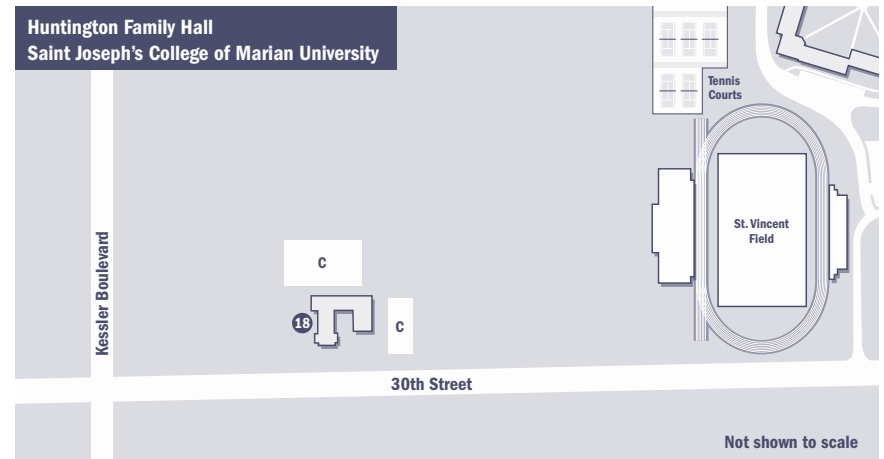 Huntington Family Hall
Saint Joseph's College of Marian University
Tennis
Courts
St. Vincent
Field
Kessler Boulevard
C
18
C
30th Street
Not shown to scale